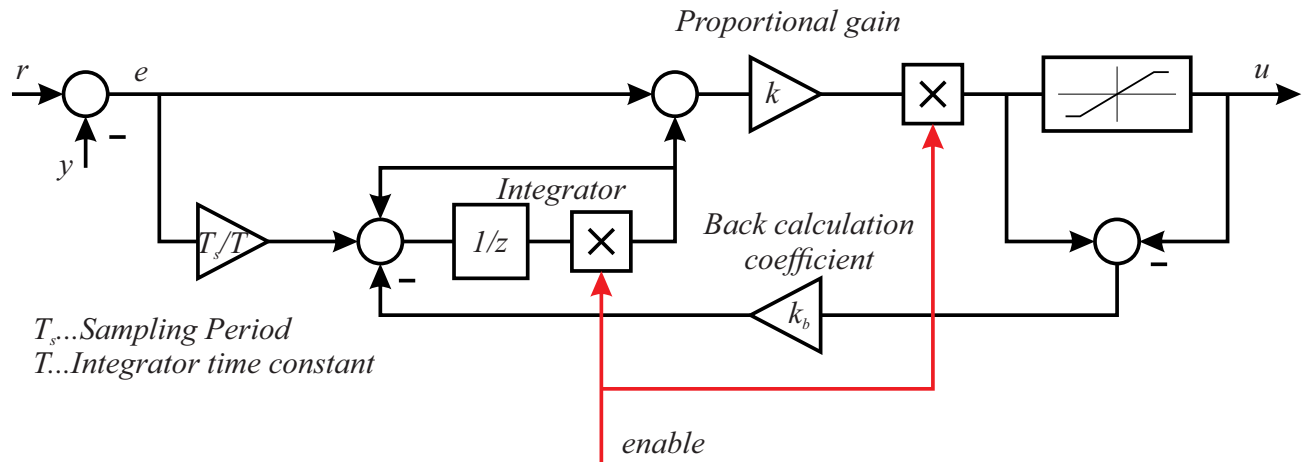 Proportional gain
r
e
k
×
u
y
Integrator
Ts/T
1/z
×
Back calculation
coefficient
kb
Ts...Sampling Period
T...Integrator time constant
enable